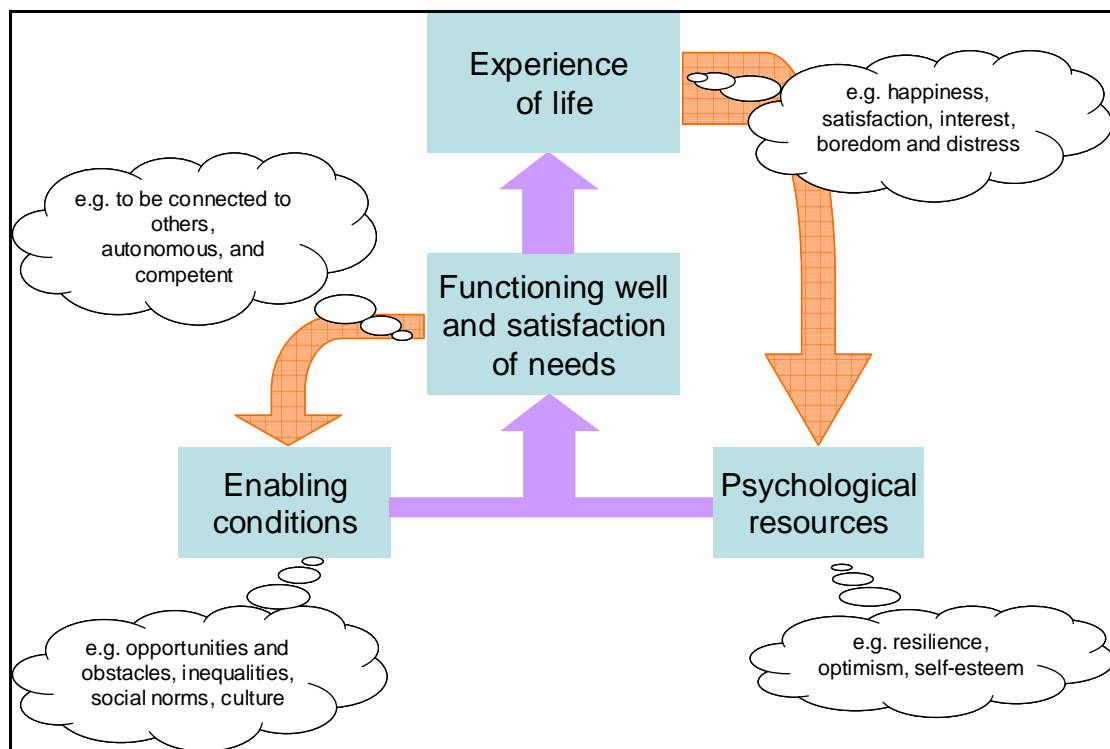 Experience
of life
e.g. happiness,
satisfaction, interest,
boredom and distress
e.g. to be connected to
others,
autonomous, and
competent
Functioning well
and satisfaction
of needs
Enabling
conditions
Psychological
resources
e.g. opportunities and
obstacles, inequalities,
social norms, culture
e.g. resilience,
optimism, self-esteem